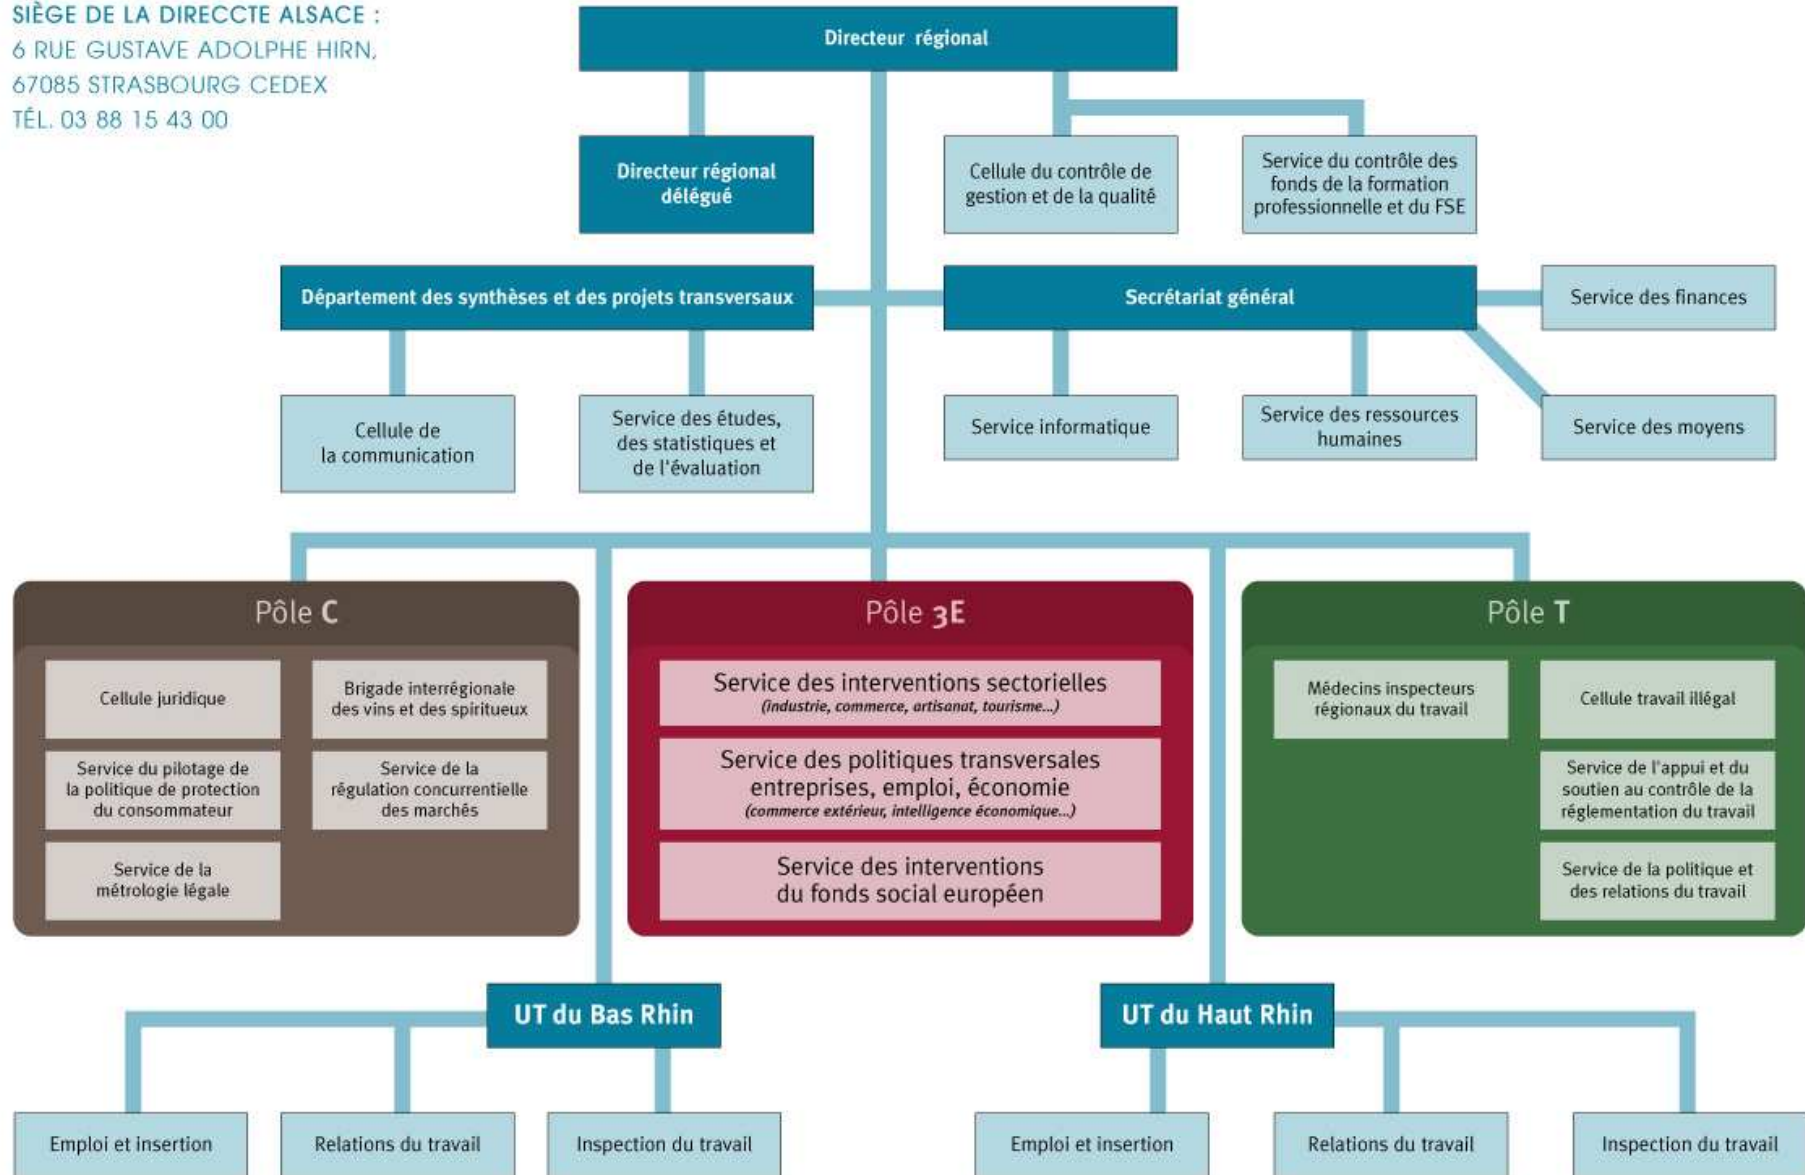 SIÈGE DE LA DIRECCTE ALSACE :
6 RUE GUSTAVE ADOLPHE HIRN,
67085 STRASBOURG CEDEX
TÉL. 03 88 15 43 00
Directeur régional
Directeur régional
délégué
Cellule du contrôle de
gestion et de la qualité
Service du contrôle des
fonds de la formation
professionnelle et du FSE
Département des synthèses et des projets transversaux
Secrétariat général
Service des finances
Cellule de
la communication
Service des études,
des statistiques et
de l'évaluation
Service informatique
Service des ressources
humaines
Service des moyens
Pôle C
Cellule juridique
Brigade interrégionale
des vins et des spiritueux
Service du pilotage de
la politique de protection
du consommateur
Service de la
régulation concurrentielle
des marchés
Service de la
métrologie légale
Pôle 3E
Service des interventions sectorielles
(industrie, commerce, artisanat, tourisme...)
Service des politiques transversales
entreprises, emploi, économie
(commerce extérieur, intelligence économique...)
Service des interventions
du fonds social européen
Pôle T
Médecins inspecteurs
régionaux du travail
Cellule travail illégal
Service de l'appui et du
soutien au contrôle de la
réglementation du travail
Service de la politique et
des relations du travail
UT du Bas Rhin
UT du Haut Rhin
Emploi et insertion
Relations du travail
Inspection du travail
Emploi et insertion
Relations du travail
Inspection du travail